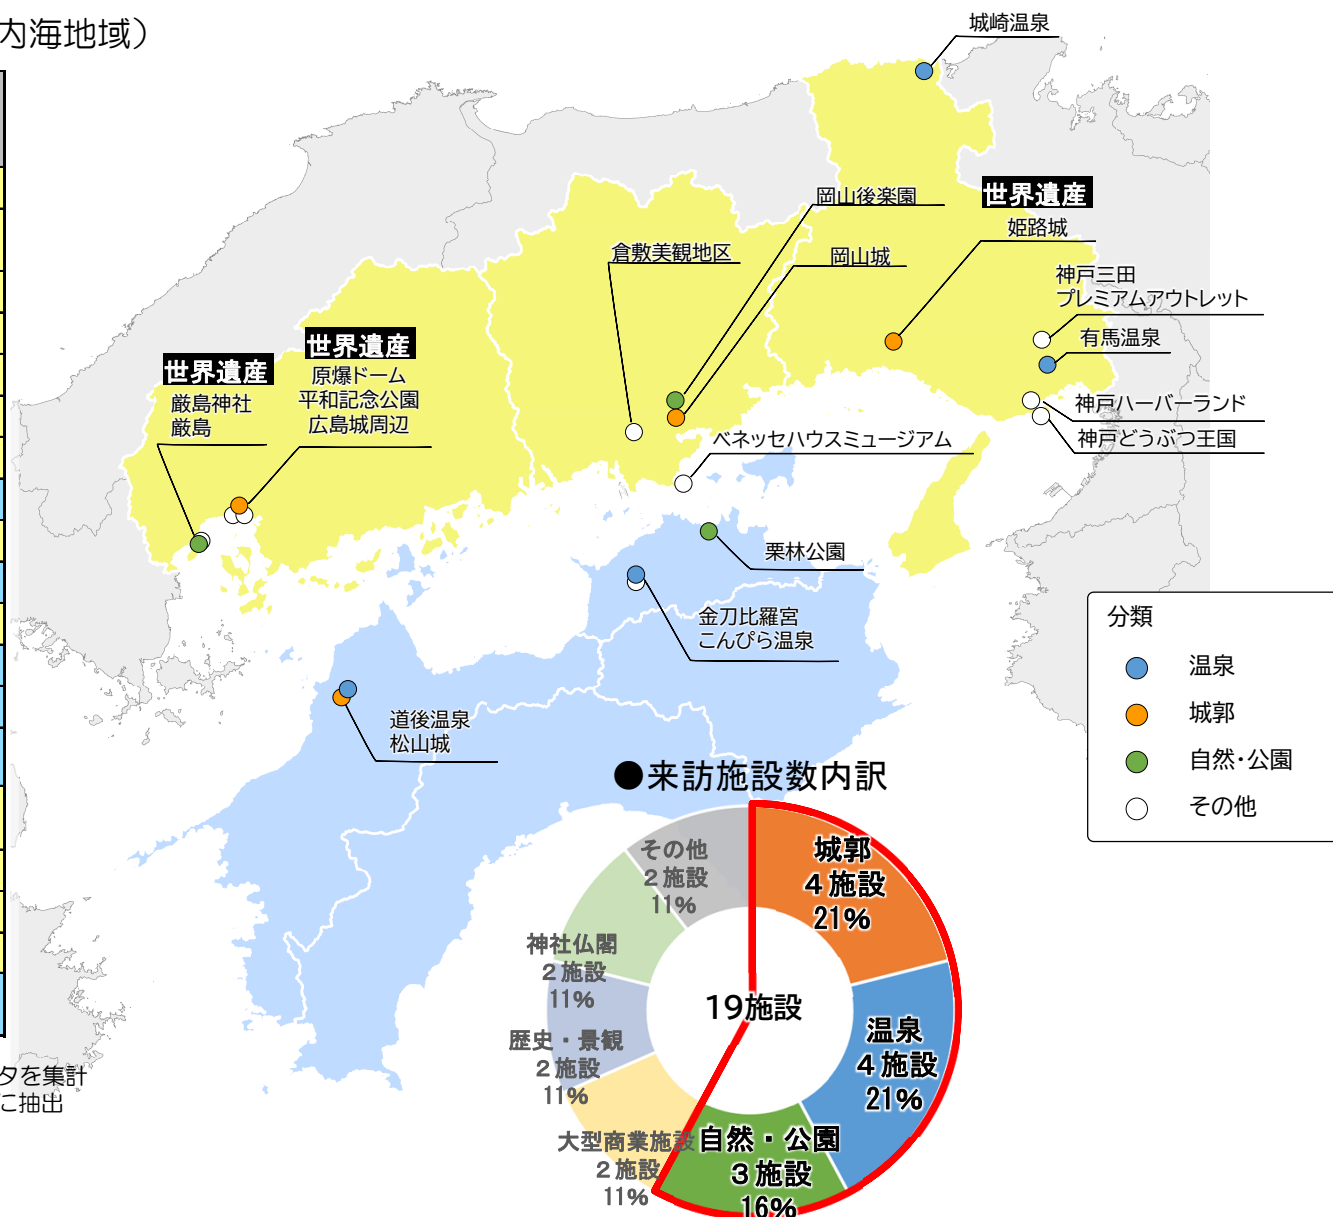 内海地域）
城崎温泉
岡山後楽園
世界遺産
姫路城
倉敷美観地区
岡山城
神戸三田
プレミアムアウトレット
有馬温泉
世界遺産
原爆ドーム
平和記念公園
広島城周辺
世界遺産
厳島神社
厳島
神戸ハーバーランド
神戸どうぶつ王国
ベネッセハウスミュージアム
栗林公園
金刀比羅宮
こんぴら温泉
道後温泉
松山城
分類
温泉
城郭
自然・公園
その他
●来訪施設数内訳
城郭
４施設
21%
温泉
４施設
21%
自然・公園
３施設
16%
大型商業施設
２施設
11%
歴史・景観
２施設
11%
神社仏閣
２施設
11%
その他
２施設
11%
19施設
タを集計
に抽出